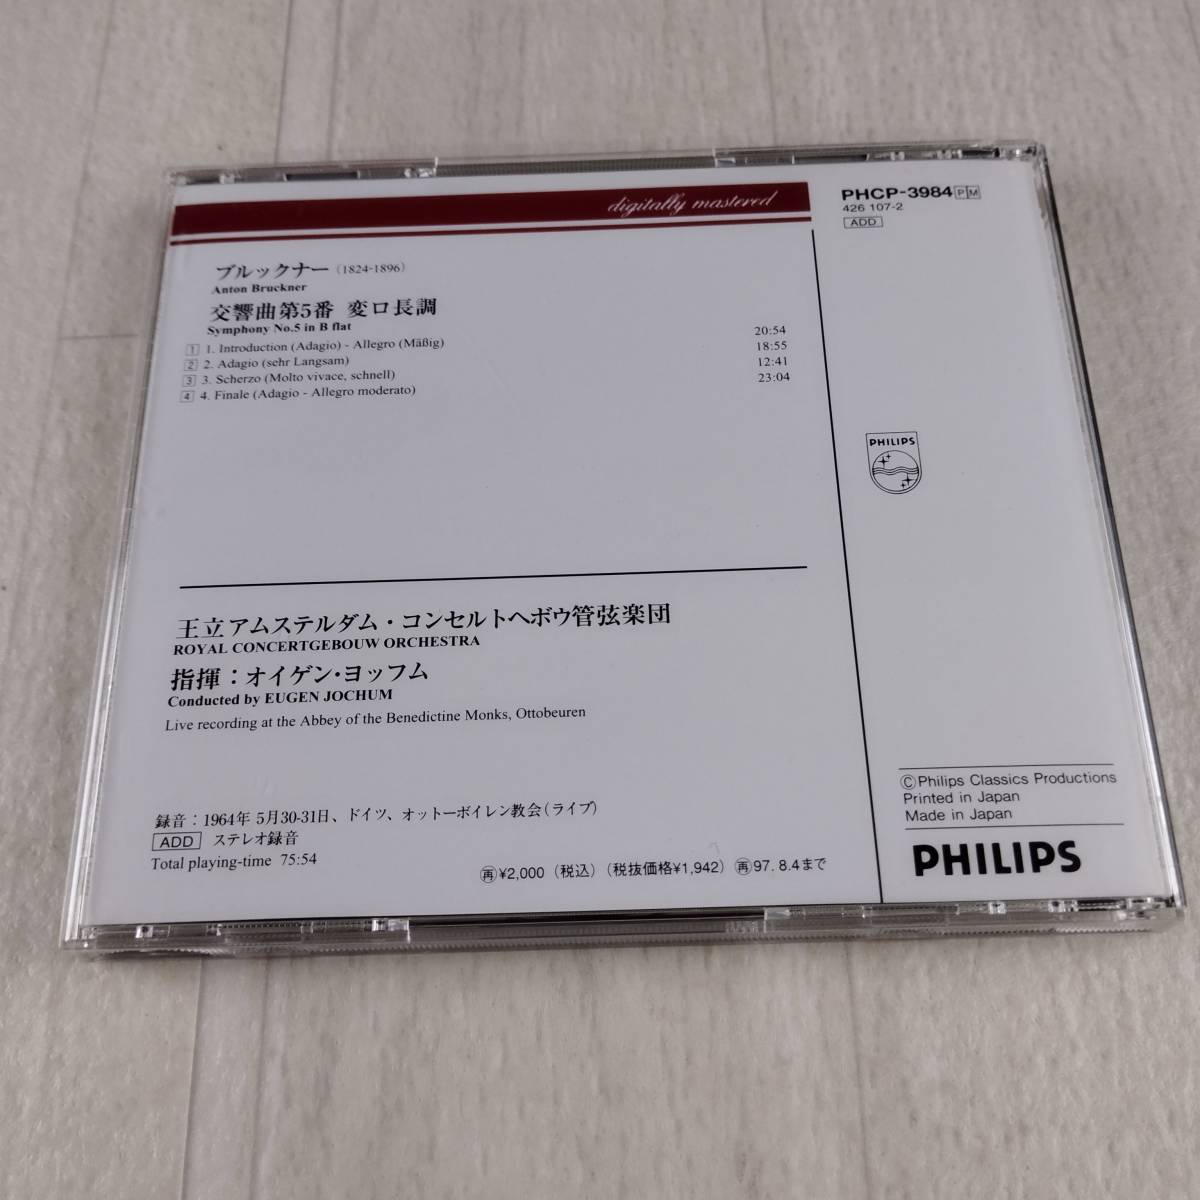 digitally mastered
PHCP-3984 PM
426 107-2
ADD
ブルックナー (1824-1896)
Anton Bruckner
交響曲第5番 変ロ長調
Symphony No.5 in B flat
1 1. Introduction (Adagio) - Allegro (Mäßig) 20:54
2 2. Adagio (sehr Langsam) 18:55
3 3. Scherzo (Molto vivace, schnell) 12:41
4 4. Finale (Adagio - Allegro moderato) 23:04
PHILIPS
王立アムステルダム・コンセルトヘボウ管弦楽団
ROYAL CONCERTGEBOUW ORCHESTRA
指揮：オイゲン・ヨッフム
Conducted by EUGEN JOCHUM
Live recording at the Abbey of the Benedictine Monks, Ottobeuren
録音：1964年 5月30-31日、ドイツ、オットーボイレン教会(ライブ)
ADD ステレオ録音
Total playing-time 75:54
㊢¥2,000（税込）（税抜価格¥1,942）㊢97. 8.4まで
©Philips Classics Productions
Printed in Japan
Made in Japan
PHILIPS